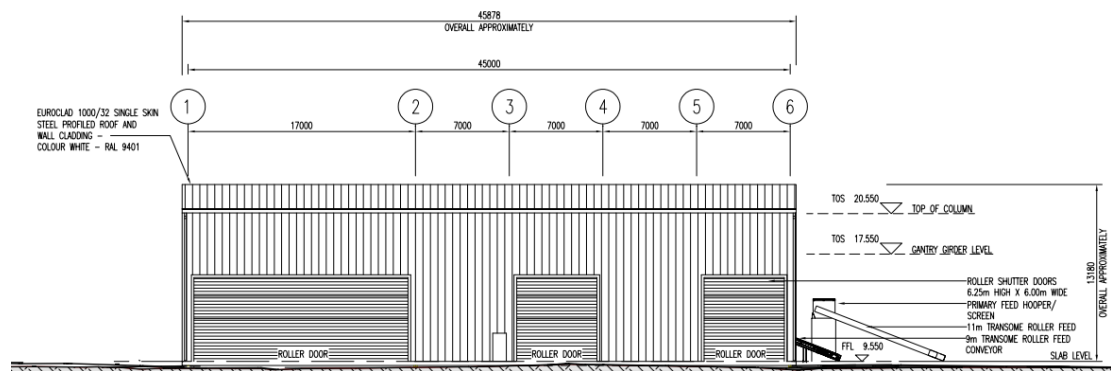 45878
OVERALL APPROXIMATELY
45000
1 2 3 4 5 6
17000 7000 7000 7000 7000
EUROCLAD 1000/32 SINGLE SKIN
STEEL PROFILED ROOF AND
WALL CLADDING –
COLOUR WHITE – RAL 9401
TOS 20.550
TOP OF COLUMN
TOS 17.550
GANTRY GIRDER LEVEL
13180
OVERALL APPROXIMATELY
ROLLER SHUTTER DOORS
6.25m HIGH X 6.00m WIDE
PRIMARY FEED HOOPER/
SCREEN
11m TRANSOME ROLLER FEED
9m TRANSOME ROLLER FEED
CONVEYOR
FFL 9.550
SLAB LEVEL
ROLLER DOOR ROLLER DOOR ROLLER DOOR